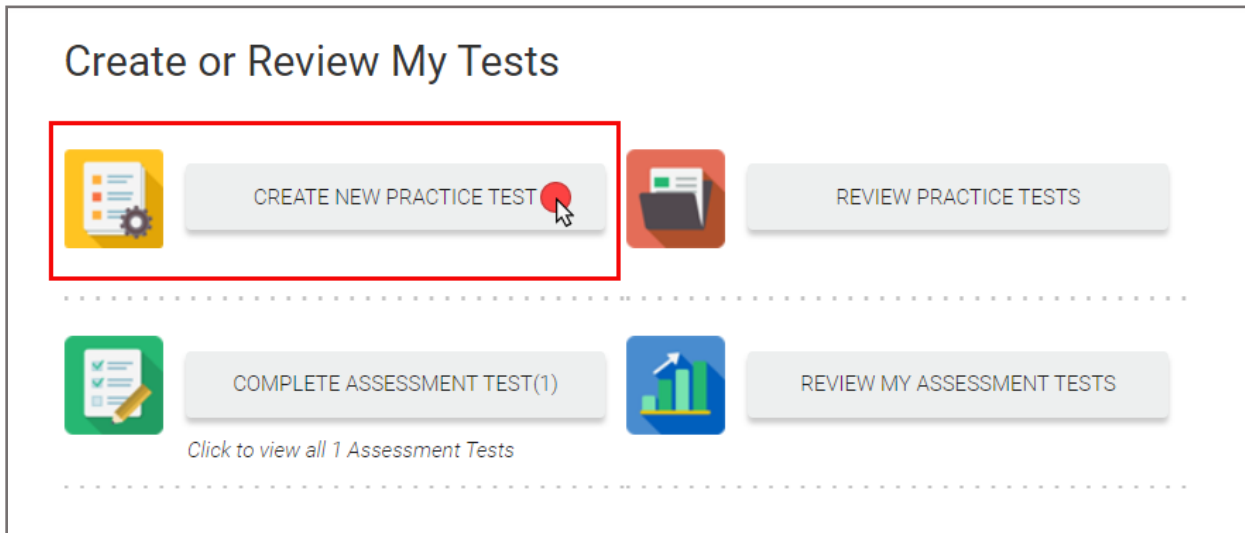 Create or Review My Tests
CREATE NEW PRACTICE TEST
REVIEW PRACTICE TESTS
COMPLETE ASSESSMENT TEST(1)
REVIEW MY ASSESSMENT TESTS
Click to view all 1 Assessment Tests